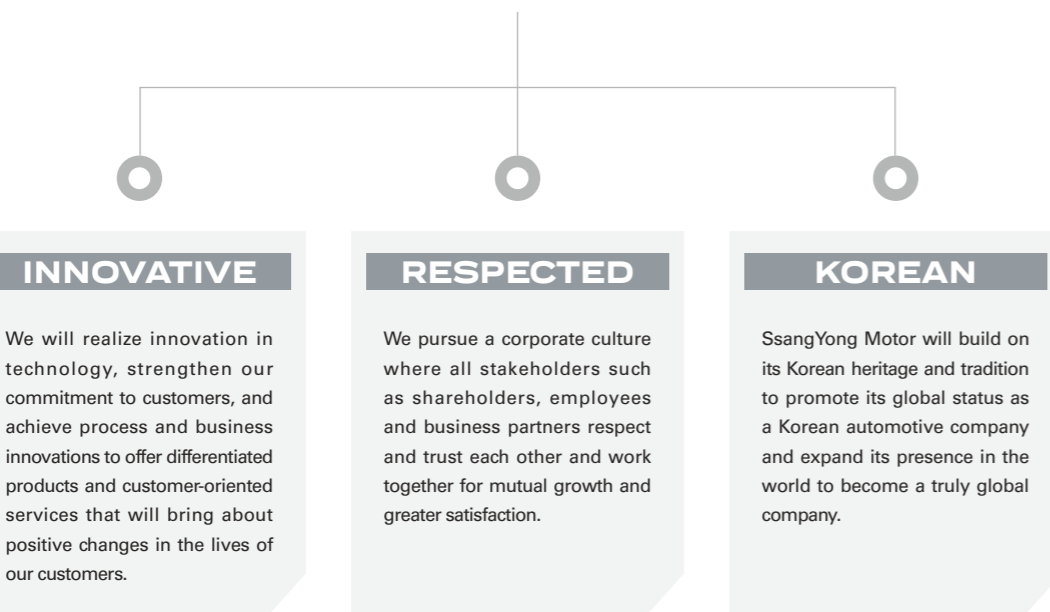 INNOVATIVE
We will realize innovation in
technology, strengthen our
commitment to customers, and
achieve process and business
innovations to offer differentiated
products and customer-oriented
services that will bring about
positive changes in the lives of
our customers.
RESPECTED
We pursue a corporate culture
where all stakeholders such
as shareholders, employees
and business partners respect
and trust each other and work
together for mutual growth and
greater satisfaction.
KOREAN
SsangYong Motor will build on
its Korean heritage and tradition
to promote its global status as
a Korean automotive company
and expand its presence in the
world to become a truly global
company.